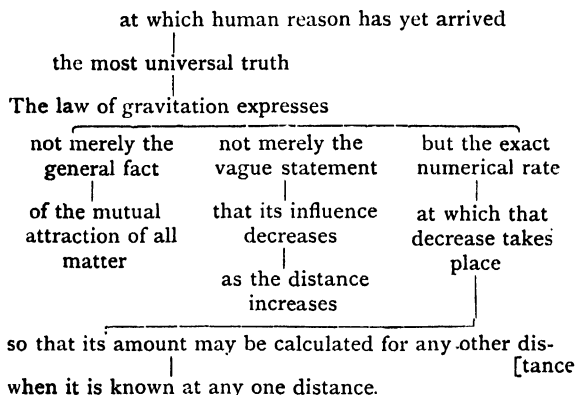 at which human reason has yet arrived
the most universal truth
The law of gravitation expresses
not merely the
general fact
of the mutual
attraction of all
matter
not merely the
vague statement
that its influence
decreases
as the distance
increases
but the exact
numerical rate
at which that
decrease takes
place
so that its amount may be calculated for any other dis-
[tance
when it is known at any one distance.